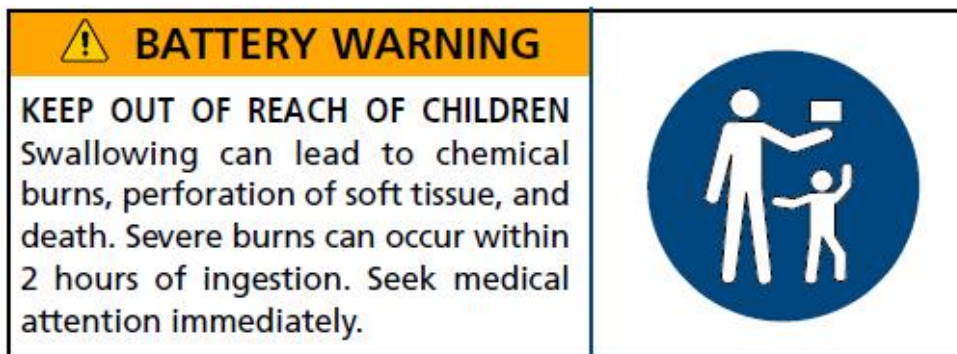 BATTERY WARNING
KEEP OUT OF REACH OF CHILDREN
Swallowing can lead to chemical
burns, perforation of soft tissue, and
death. Severe burns can occur within
2 hours of ingestion. Seek medical
attention immediately.